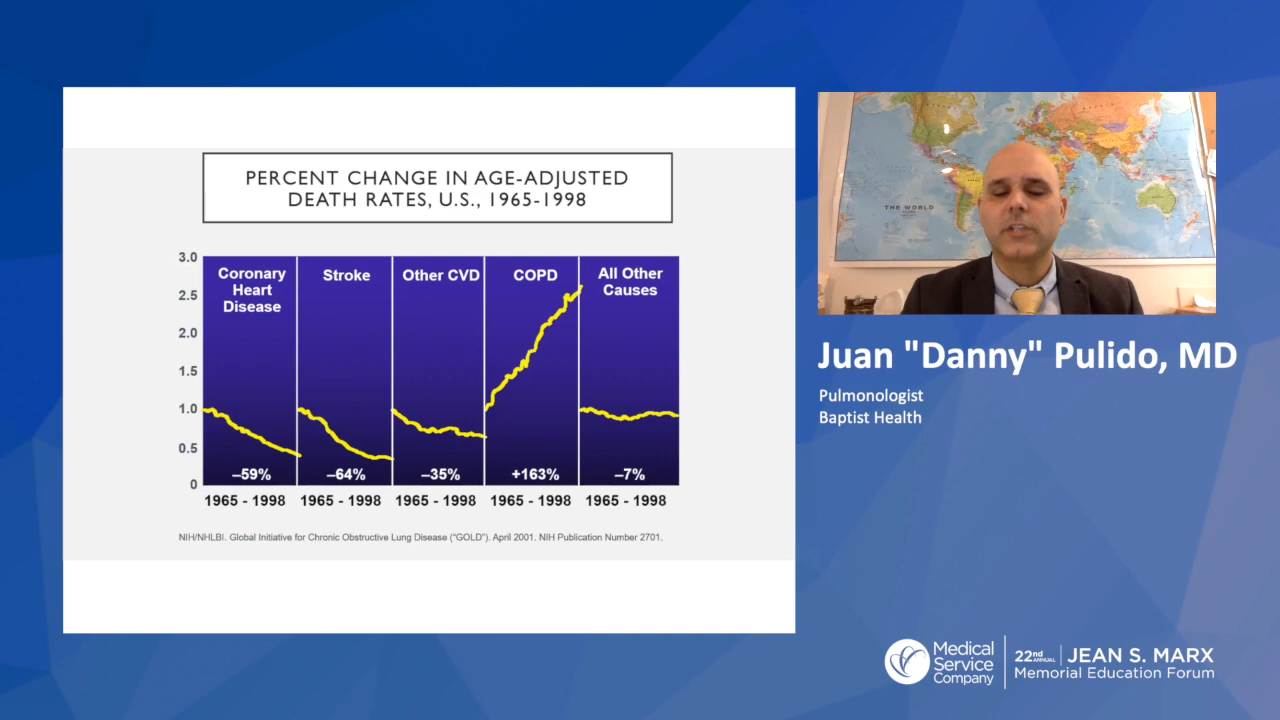 PERCENT CHANGE IN AGE-ADJUSTED
DEATH RATES, U.S., 1965-1998
3.0
2.5
2.0
1.5
1.0
0.5
0
Coronary
Heart
Disease
Stroke
Other CVD
COPD
All Other
Causes
–59%
–64%
–35%
+163%
–7%
1965 - 1998
1965 - 1998
1965 - 1998
1965 - 1998
1965 - 1998
NIH/NHLBI. Global Initiative for Chronic Obstructive Lung Disease (“GOLD”). April 2001. NIH Publication Number 2701.
THE WORLD
Juan "Danny" Pulido, MD
Pulmonologist
Baptist Health
Medical
Service
Company
22nd ANNUAL JEAN S. MARX
Memorial Education Forum